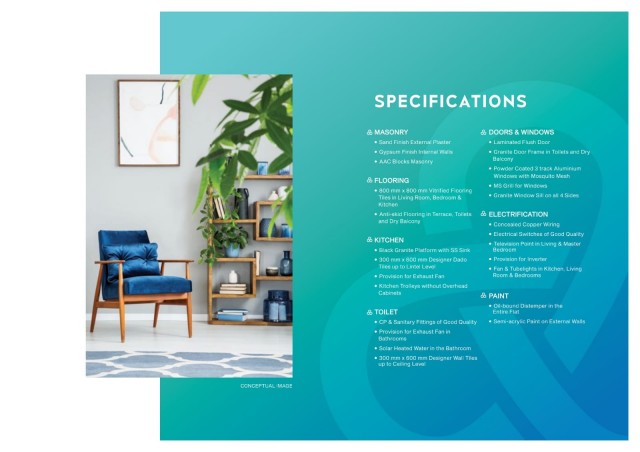 SPECIFICATIONS
MASONRY
• Sand Finish External Plaster
• Gypsum Finish Internal Walls
• AAC Blocks Masonry
FLOORING
• 800 mm x 800 mm Vitrified Flooring
Tiles in Living Room, Bedroom &
Kitchen
• Anti-skid Flooring in Terrace, Toilets
and Dry Balcony
KITCHEN
• Black Granite Platform with SS Sink
• 300 mm x 600 mm Designer Dado
Tiles up to Lintel Level
• Provision for Exhaust Fan
• Kitchen Trolleys without Overhead
Cabinets
TOILET
• CP & Sanitary Fittings of Good Quality
• Provision for Exhaust Fan in
Bathrooms
• Solar Heated Water in the Bathroom
• 300 mm x 600 mm Designer Wall Tiles
up to Ceiling Level
DOORS & WINDOWS
• Laminated Flush Door
• Granite Door Frame in Toilets and Dry
Balcony
• Powder Coated 3 track Aluminium
Windows with Mosquito Mesh
• MS Grill for Windows
• Granite Window Sill on all 4 Sides
ELECTRIFICATION
• Concealed Copper Wiring
• Electrical Switches of Good Quality
• Television Point in Living & Master
Bedroom
• Provision for Inverter
• Fan & Tubelights in Kitchen, Living
Room & Bedrooms
PAINT
• Oil-bound Distemper in the
Entire Flat
• Semi-acrylic Paint on External Walls
CONCEPTUAL IMAGE